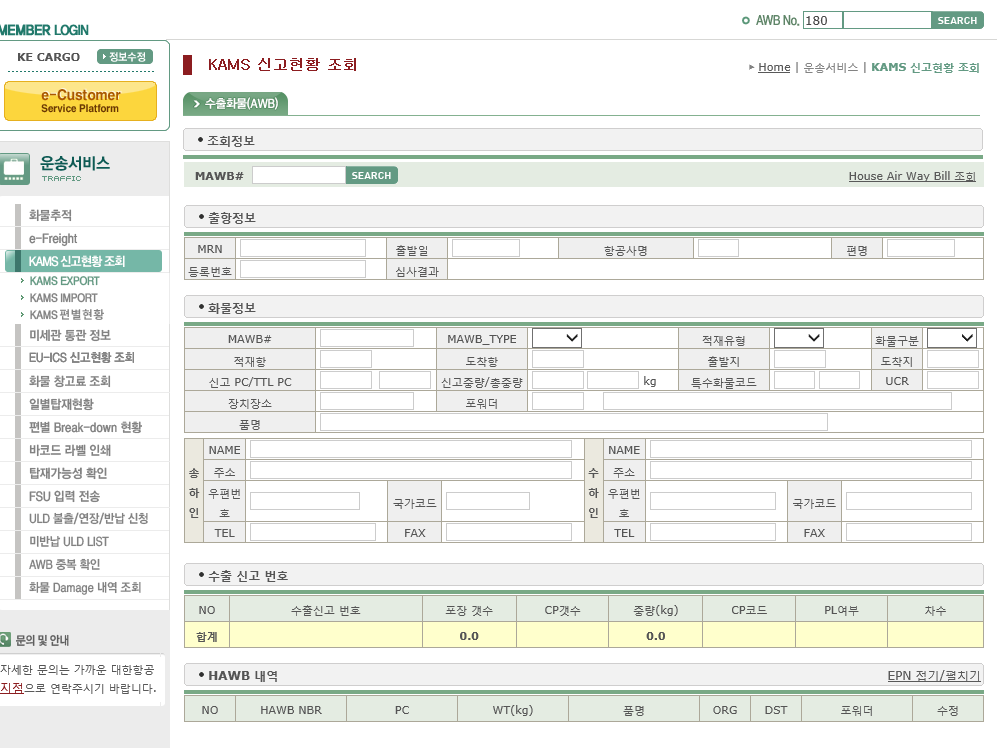 AWB No. 180 SEARCH
MEMBER LOGIN
KE CARGO 정보수정
e-Customer
Service Platform
운송서비스
TRAFFIC
화물추적
e-Freight
KAMS 신고현황 조회
KAMS EXPORT
KAMS IMPORT
KAMS 편별현황
미세관 통관 정보
EU-ICS 신고현황 조회
화물 창고료 조회
일별탑재현황
편별 Break-down 현황
바코드 라벨 인쇄
탑재가능성 확인
FSU 입력 전송
ULD 불출/연장/반납 신청
미반납 ULD LIST
AWB 중복 확인
화물 Damage 내역 조회
문의 및 안내
자세한 문의는 가까운 대한항공
지점으로 연락주시기 바랍니다.
KAMS 신고현황 조회
Home | 운송서비스 | KAMS 신고현황 조회
수출화물(AWB)
조회정보
MAWB# SEARCH House Air Way Bill 조회
출항정보
MRN 출발일 항공사명 편명
등록번호 심사결과
화물정보
MAWB# MAWB_TYPE 적재유형 화물구분
적재항 도착항 출발지 도착지
신고 PC/TTL PC 신고중량/총중량 kg 특수화물코드 UCR
장치장소 포워더
품명
송하인 NAME 수하인 NAME
주소 주소
우편번호 국가코드 우편번호 국가코드
TEL FAX TEL FAX
수출 신고 번호
NO 수출신고 번호 포장 갯수 CP갯수 중량(kg) CP코드 PL여부 차수
합계 0.0 0.0
HAWB 내역 EPN 접기/펼치기
NO HAWB NBR PC WT(kg) 품명 ORG DST 포워더 수정